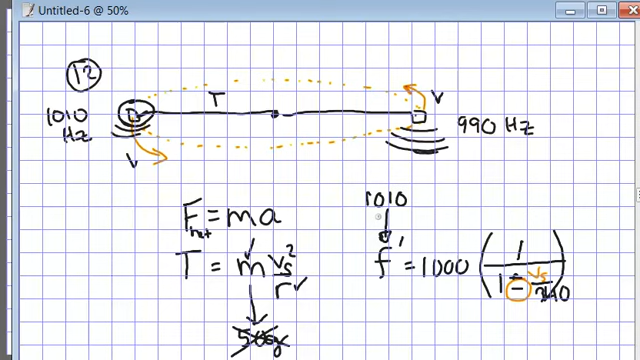 Untitled-6 @ 50%
12
T
1010
Hz
V
V
990 Hz
Fnet = ma
T = m vs²/r ✓
1010
f' = 1000 (1/(1 - vs/340))